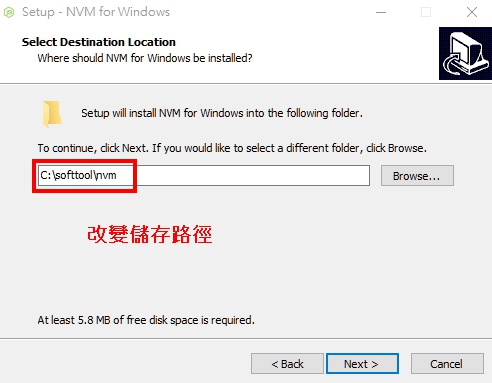 Setup - NVM for Windows
Select Destination Location
Where should NVM for Windows be installed?
Setup will install NVM for Windows into the following folder.
To continue, click Next. If you would like to select a different folder, click Browse.
C:\softtool\nvm
Browse...
改變儲存路徑
At least 5.8 MB of free disk space is required.
< Back
Next >
Cancel